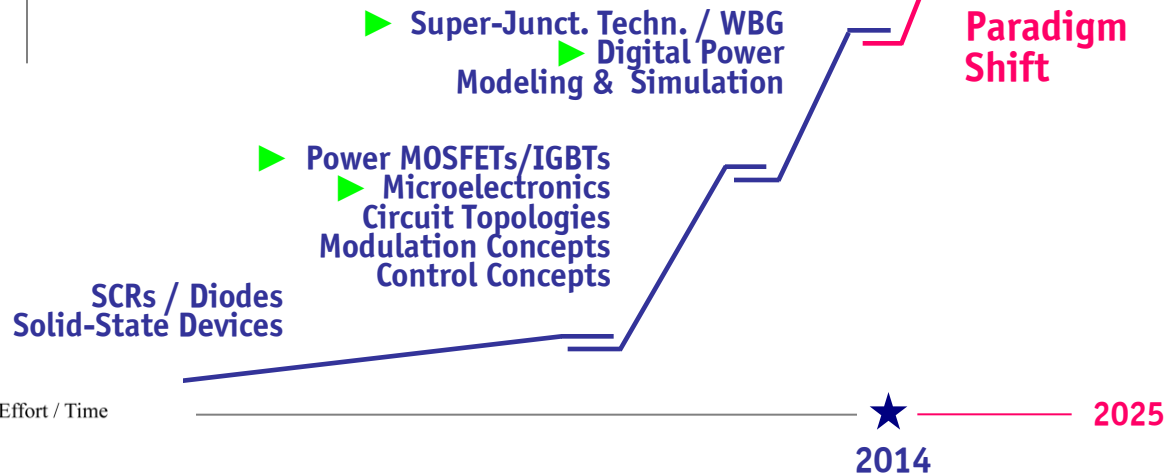 Super-Junct. Techn. / WBG
Digital Power
Modeling & Simulation
Paradigm
Shift
Power MOSFETs/IGBTs
Microelectronics
Circuit Topologies
Modulation Concepts
Control Concepts
SCRs / Diodes
Solid-State Devices
Effort / Time
2025
2014